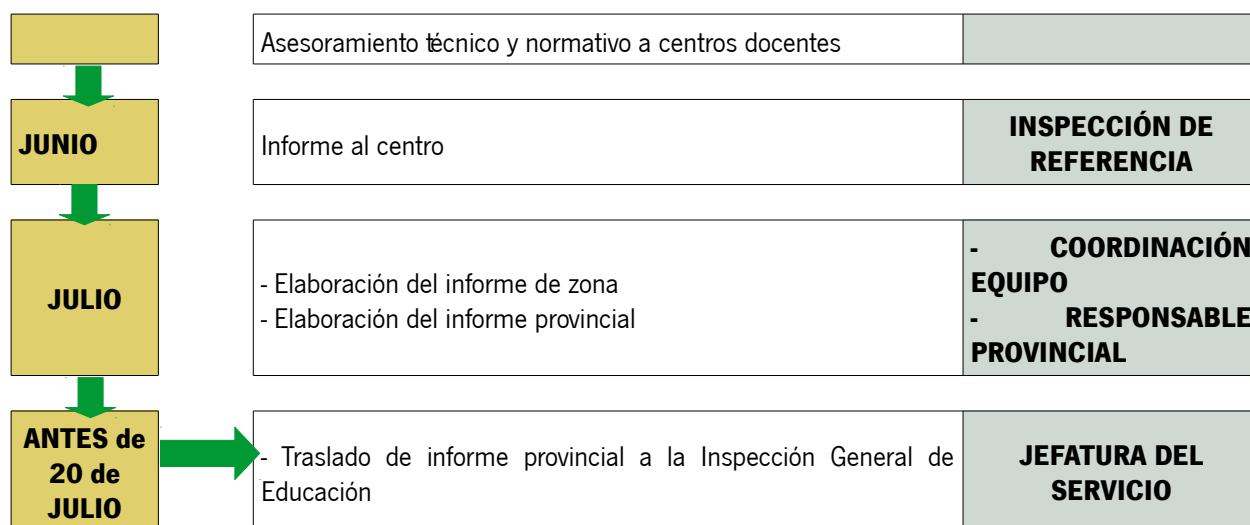 Asesoramiento técnico y normativo a centros docentes
JUNIO
Informe al centro
INSPECCIÓN DE
REFERENCIA
JULIO
- Elaboración del informe de zona
- Elaboración del informe provincial
- COORDINACIÓN
EQUIPO
- RESPONSABLE
PROVINCIAL
ANTES de
20 de
JULIO
- Traslado de informe provincial a la Inspección General de
Educación
JEFATURA DEL
SERVICIO